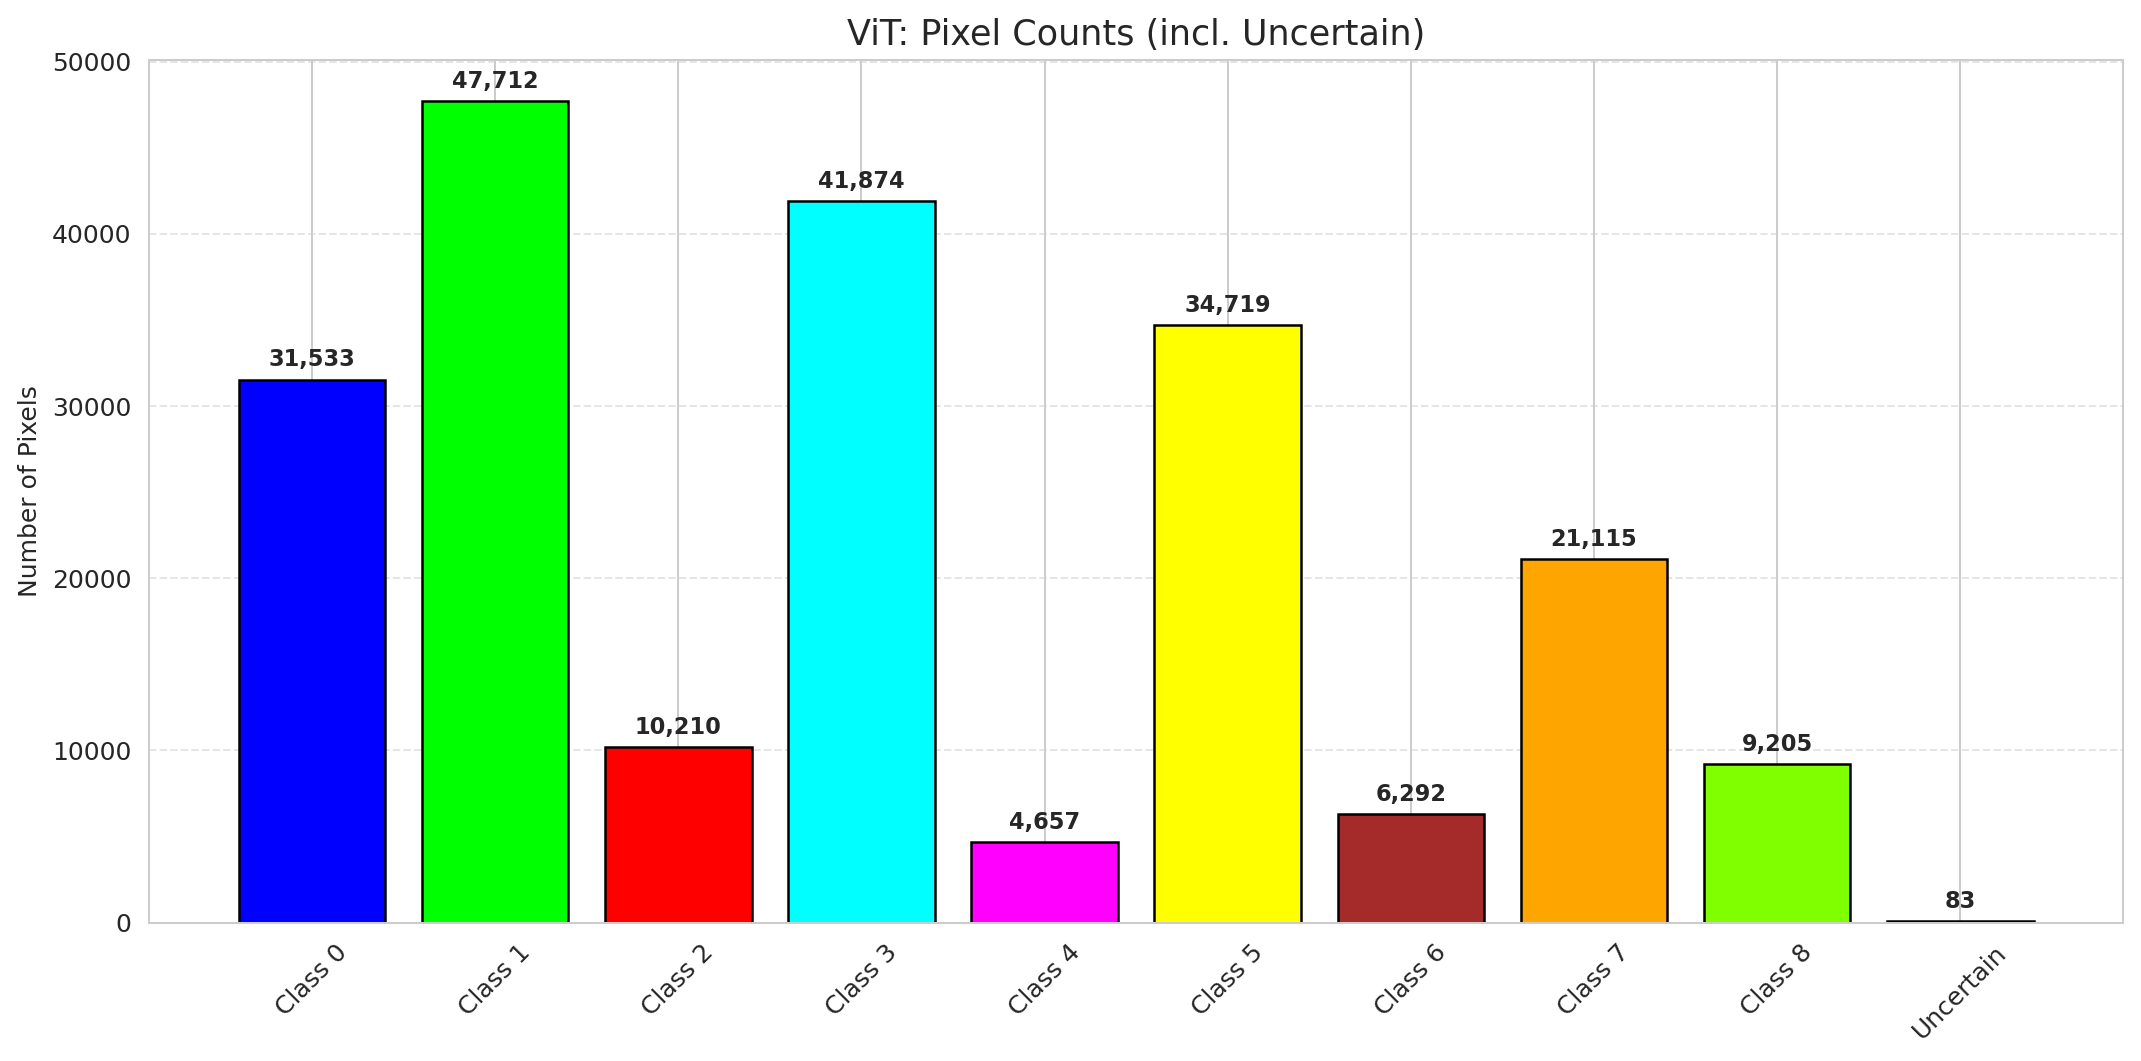 ViT: Pixel Counts (incl. Uncertain)
Number of Pixels
50000
40000
30000
20000
10000
0
31,533
47,712
10,210
41,874
4,657
34,719
6,292
21,115
9,205
83
Class 0
Class 1
Class 2
Class 3
Class 4
Class 5
Class 6
Class 7
Class 8
Uncertain